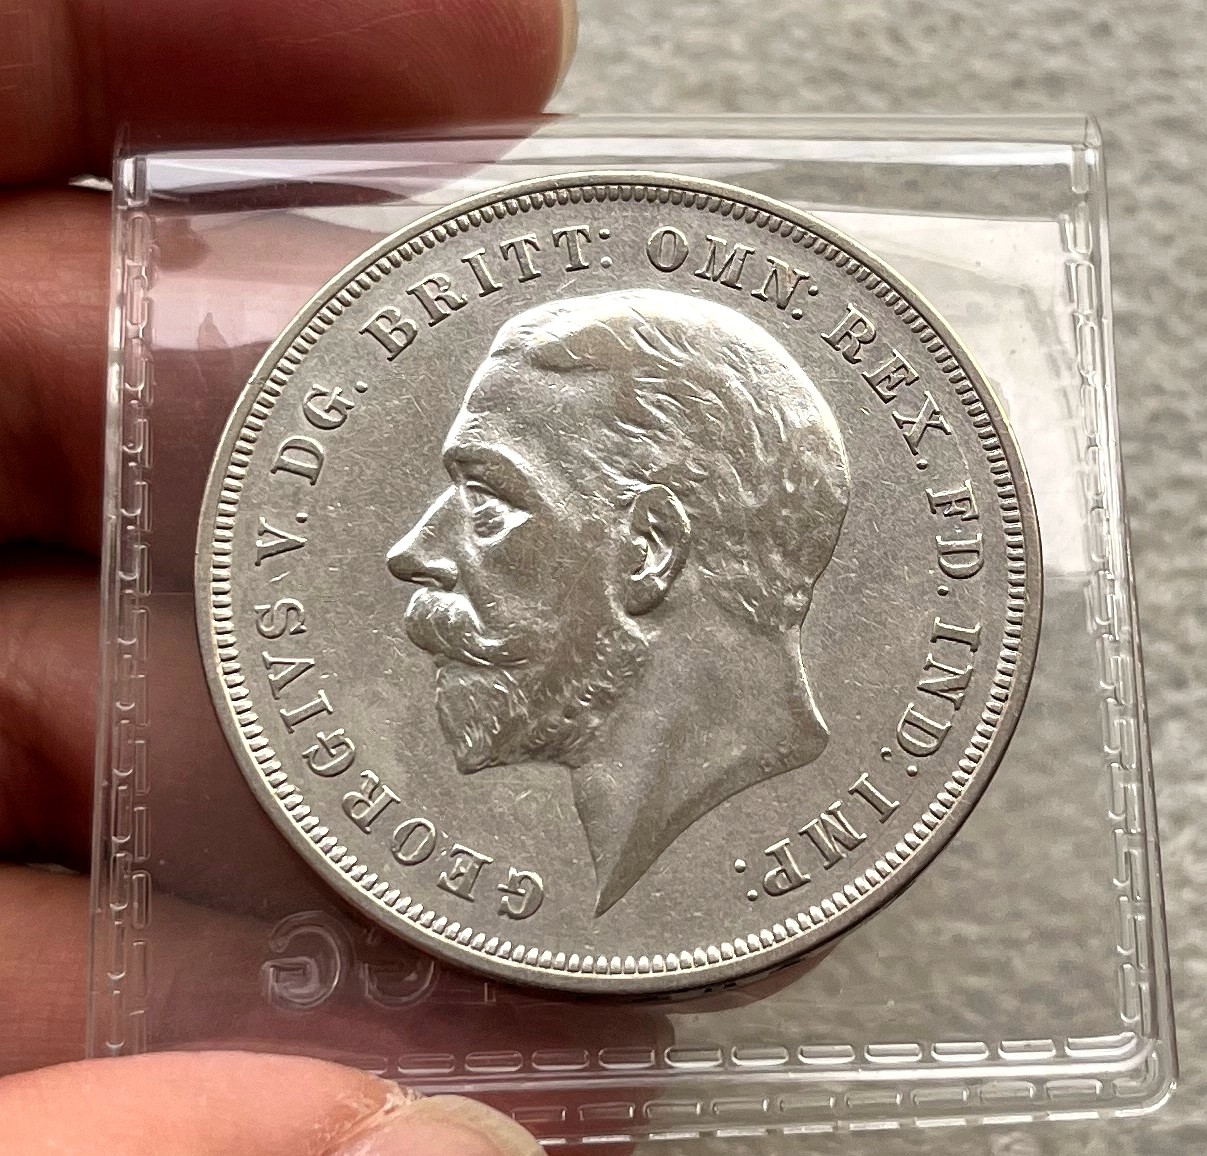 GEORGIVS V. DG. BRITT: OMN: REX. FD. IND: IMP: